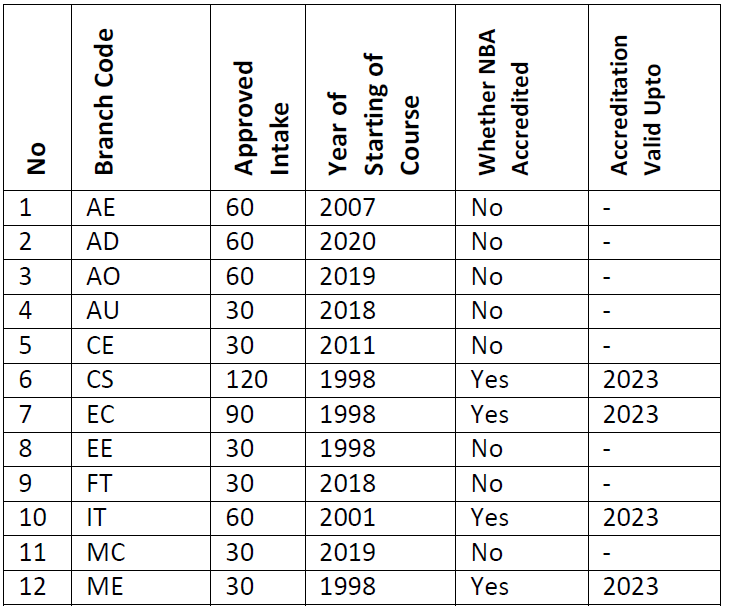 No Branch Code Approved Intake Year of Starting of Course Whether NBA Accredited Accreditation Valid Upto
1 AE 60 2007 No -
2 AD 60 2020 No -
3 AO 60 2019 No -
4 AU 30 2018 No -
5 CE 30 2011 No -
6 CS 120 1998 Yes 2023
7 EC 90 1998 Yes 2023
8 EE 30 1998 No -
9 FT 30 2018 No -
10 IT 60 2001 Yes 2023
11 MC 30 2019 No -
12 ME 30 1998 Yes 2023